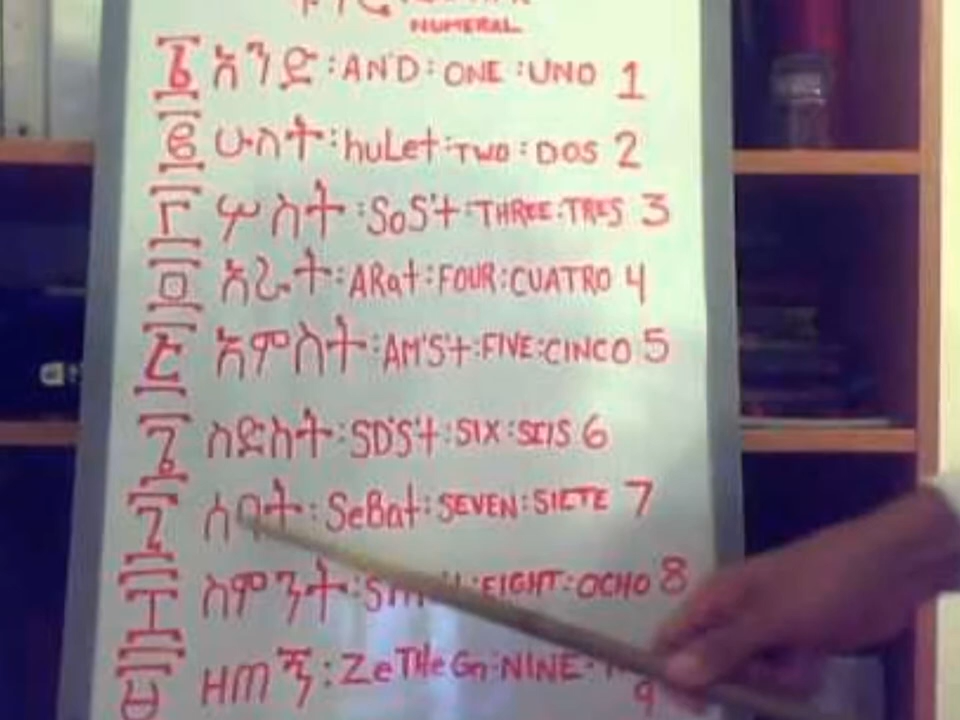 NUMERAL
፩ አንድ : AND : ONE : UNO 1
፪ ሁለት : huLet : TWO : DOS 2
፫ ሦስት : SoS't : THREE : TRES 3
፬ አራት : ARat : FOUR : CUATRO 4
፭ አምስት : AM'S't : FIVE : CINCO 5
፮ ስድስት : SD'S't : SIX : SEIS 6
፯ ሰባት : SeBat : SEVEN : SIETE 7
፰ ስምንት : EIGHT : OCHO 8
፱ ዘጠኝ : ZeTHeGn : NINE : 9